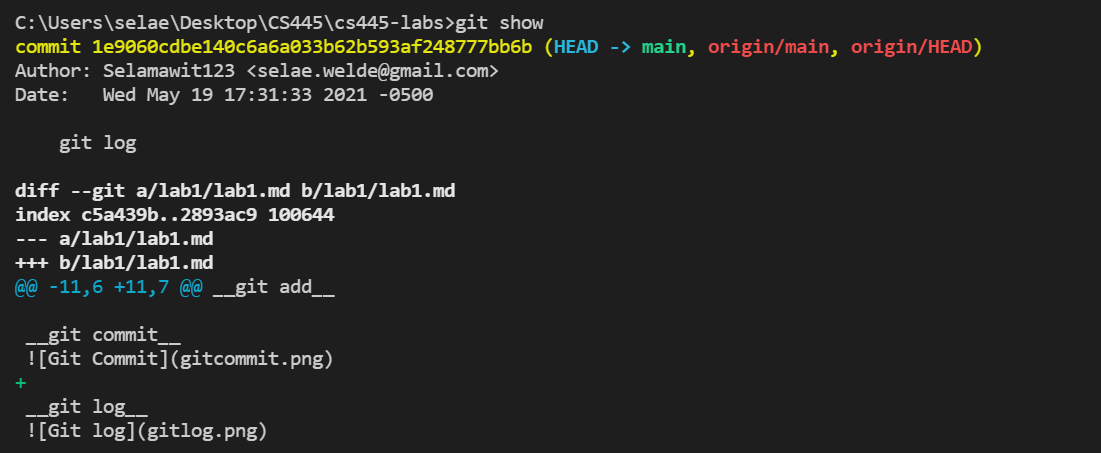 C:\Users\selae\Desktop\CS445\cs445-labs>git show
commit 1e9060cdbe140c6a6a033b62b593af248777bb6b (HEAD -> main, origin/main, origin/HEAD)
Author: Selamawit123 <selae.welde@gmail.com>
Date:   Wed May 19 17:31:33 2021 -0500

    git log

diff --git a/lab1/lab1.md b/lab1/lab1.md
index c5a439b..2893ac9 100644
--- a/lab1/lab1.md
+++ b/lab1/lab1.md
@@ -11,6 +11,7 @@ __git add__

 __git commit__
 ![Git Commit](gitcommit.png)
+
 __git log__
 ![Git log](gitlog.png)